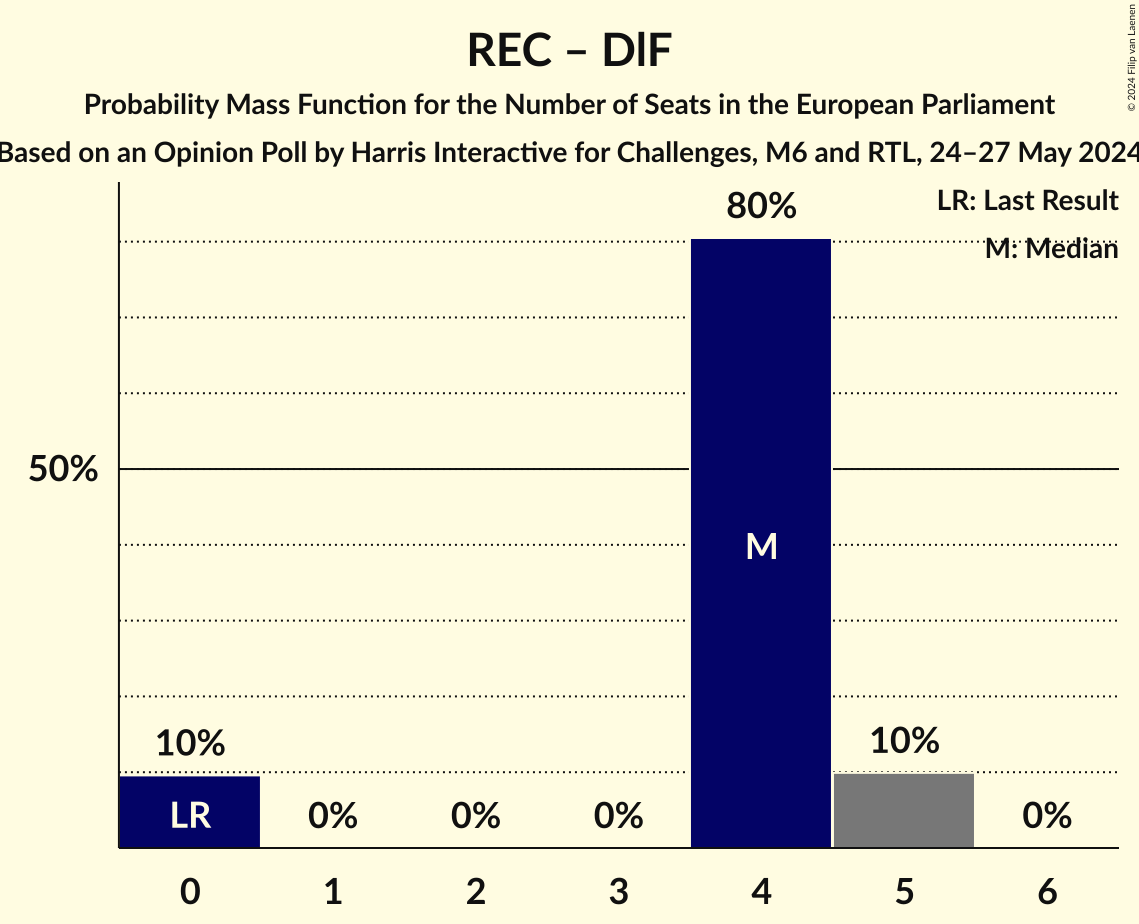 REC – DlF
Probability Mass Function for the Number of Seats in the European Parliament
Based on an Opinion Poll by Harris Interactive for Challenges, M6 and RTL, 24–27 May 2024
© 2024 Filip van Laenen
LR: Last Result
M: Median
80%
50%
M
10%
10%
LR
0%
0%
0%
0%
0
1
2
3
4
5
6